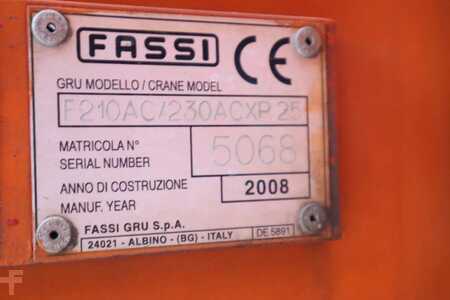 FASSI CE
GRU MODELLO / CRANE MODEL
F210AC/230ACXP 25
MATRICOLA N°
SERIAL NUMBER
5068
ANNO DI COSTRUZIONE
MANUF. YEAR
2008
FASSI GRU S.p.A.
24021 - ALBINO - (BG) - ITALY
DE 5891